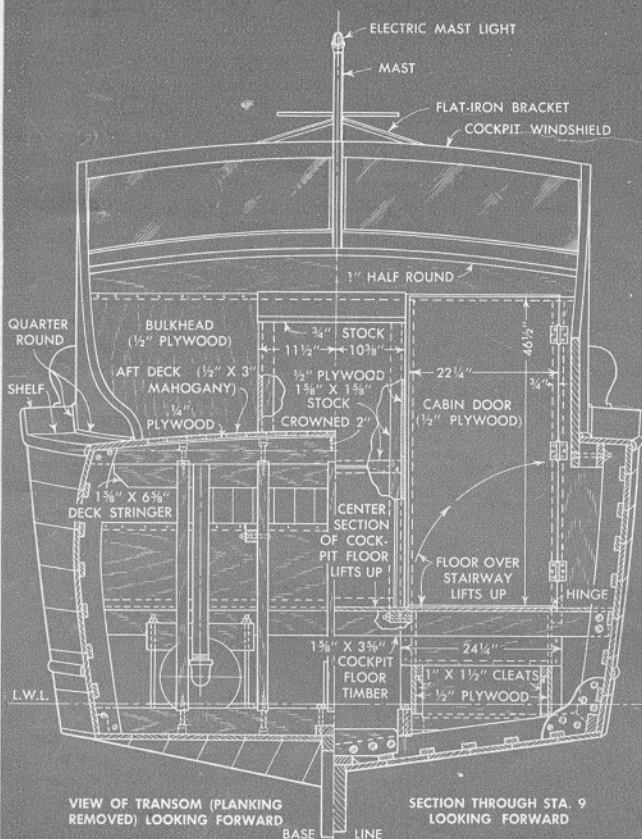 ELECTRIC MAST LIGHT
MAST
FLAT-IRON BRACKET
COCKPIT WINDSHIELD
1" HALF ROUND
QUARTER
ROUND
SHELF
BULKHEAD
(½" PLYWOOD)
¾" STOCK
11½"
10⅜"
46½"
AFT DECK (½" X 3"
MAHOGANY)
¼"
PLYWOOD
½" PLYWOOD
1⅝" X 1⅝"
STOCK
CROWNED 2"
22¼"
¾"
CABIN DOOR
(½" PLYWOOD)
1⅝" X 6⅝"
DECK STRINGER
CENTER
SECTION
OF COCK-
PIT FLOOR
LIFTS UP
FLOOR OVER
STAIRWAY
LIFTS UP
HINGE
1⅝" X 3⅝"
COCKPIT
FLOOR
TIMBER
24¼"
1" X 1½" CLEATS
½" PLYWOOD
L.W.L.
VIEW OF TRANSOM (PLANKING
REMOVED) LOOKING FORWARD
SECTION THROUGH STA. 9
LOOKING FORWARD
BASE LINE